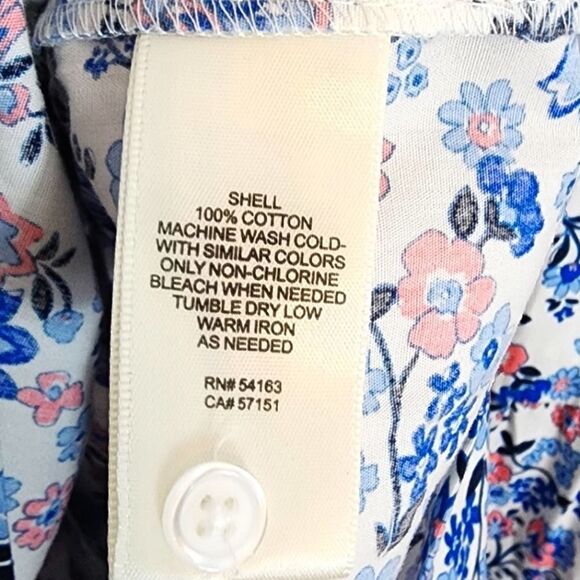 SHELL
100% COTTON
MACHINE WASH COLD-
WITH SIMILAR COLORS
ONLY NON-CHLORINE
BLEACH WHEN NEEDED
TUMBLE DRY LOW
WARM IRON
AS NEEDED
RN# 54163
CA# 57151